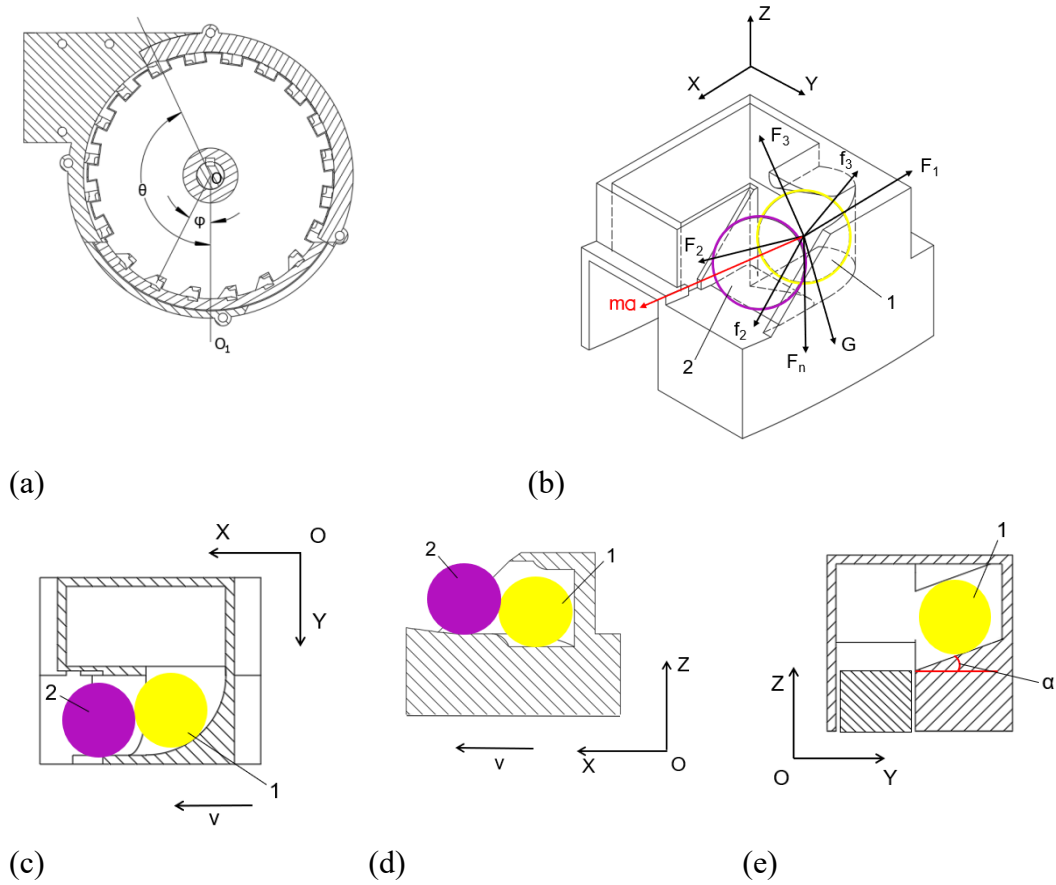 θ
O
φ
O₁
(a)
Z
X
Y
F₃
f₃
F₁
F₂
ma
f₂
2
Fₙ
G
1
(b)
X
O
Y
2
1
v
(c)
2
1
Z
v
X
O
(d)
1
Z
α
O
Y
(e)